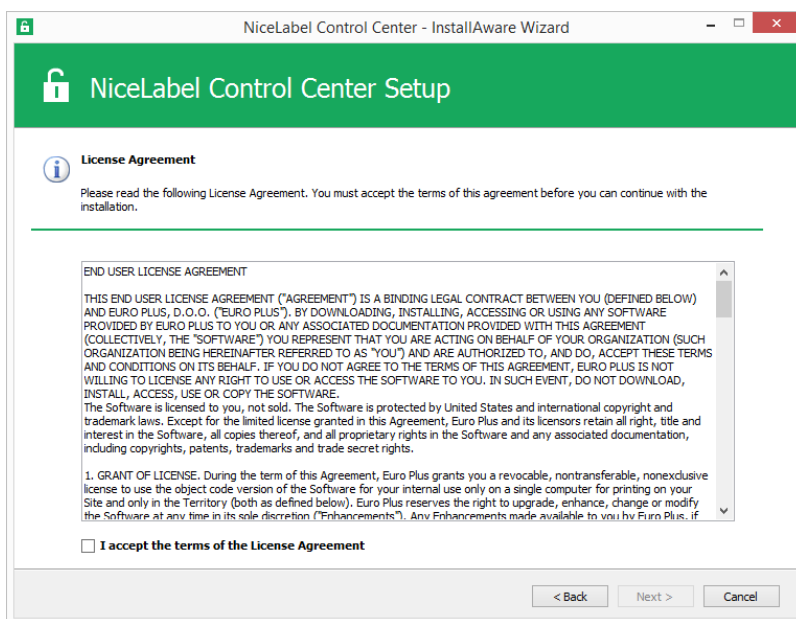 NiceLabel Control Center - InstallAware Wizard
NiceLabel Control Center Setup
License Agreement
Please read the following License Agreement. You must accept the terms of this agreement before you can continue with the
installation.
END USER LICENSE AGREEMENT
THIS END USER LICENSE AGREEMENT ("AGREEMENT") IS A BINDING LEGAL CONTRACT BETWEEN YOU (DEFINED BELOW)
AND EURO PLUS, D.O.O. ("EURO PLUS"). BY DOWNLOADING, INSTALLING, ACCESSING OR USING ANY SOFTWARE
PROVIDED BY EURO PLUS TO YOU OR ANY ASSOCIATED DOCUMENTATION PROVIDED WITH THIS AGREEMENT
(COLLECTIVELY, THE "SOFTWARE") YOU REPRESENT THAT YOU ARE ACTING ON BEHALF OF YOUR ORGANIZATION (SUCH
ORGANIZATION BEING HEREINAFTER REFERRED TO AS "YOU") AND ARE AUTHORIZED TO, AND DO, ACCEPT THESE TERMS
AND CONDITIONS ON ITS BEHALF. IF YOU DO NOT AGREE TO THE TERMS OF THIS AGREEMENT, EURO PLUS IS NOT
WILLING TO LICENSE ANY RIGHT TO USE OR ACCESS THE SOFTWARE TO YOU. IN SUCH EVENT, DO NOT DOWNLOAD,
INSTALL, ACCESS, USE OR COPY THE SOFTWARE.
The Software is licensed to you, not sold. The Software is protected by United States and international copyright and
trademark laws. Except for the limited license granted in this Agreement, Euro Plus and its licensors retain all right, title and
interest in the Software, all copies thereof, and all proprietary rights in the Software and any associated documentation,
including copyrights, patents, trademarks and trade secret rights.
1. GRANT OF LICENSE. During the term of this Agreement, Euro Plus grants you a revocable, nontransferable, nonexclusive
license to use the object code version of the Software for your internal use only on a single computer for printing on your
Site and only in the Territory (both as defined below). Euro Plus reserves the right to upgrade, enhance, change or modify
the Software at any time in its sole discretion ("Enhancements"). Any Enhancements made available to you by Euro Plus, if
I accept the terms of the License Agreement
< Back
Next >
Cancel